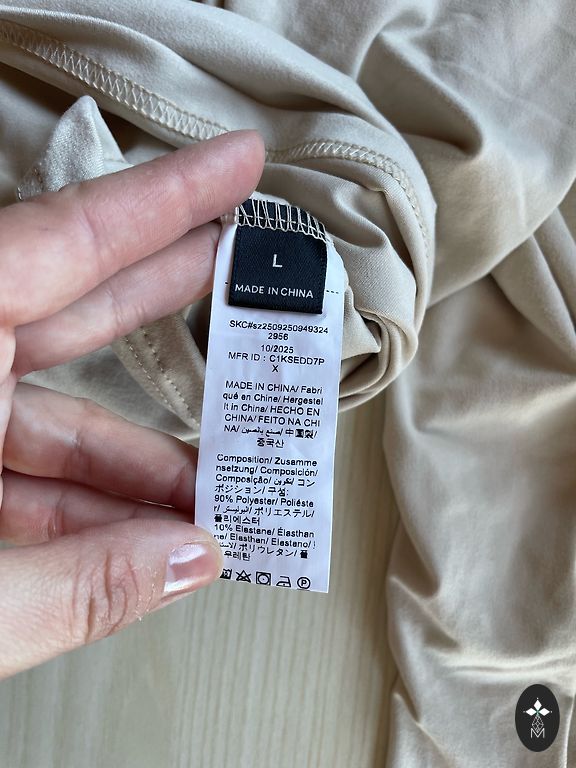 L
MADE IN CHINA
SKC#sz2509250949324
2956
10/2025
MFR ID : C1KSEDD7P
X
MADE IN CHINA/ Fabri
qué en Chine/ Hergestel
lt in China/ HECHO EN
CHINA/ FEITO NA CHI
NA/ صنع بالصين/ 中国製/
중국산
Composition/ Zusamme
nsetzung/ Composición/
Composição/ تكوين/ コン
ポジション/ 구성:
90% Polyester/ Poliéste
r/ البوليستر/ ポリエステル/
폴리에스터
10% Elastane/ Élasthan
ne/ Elasthan/ Elastano/
ポリウレタン/ 폴
우레탄
M